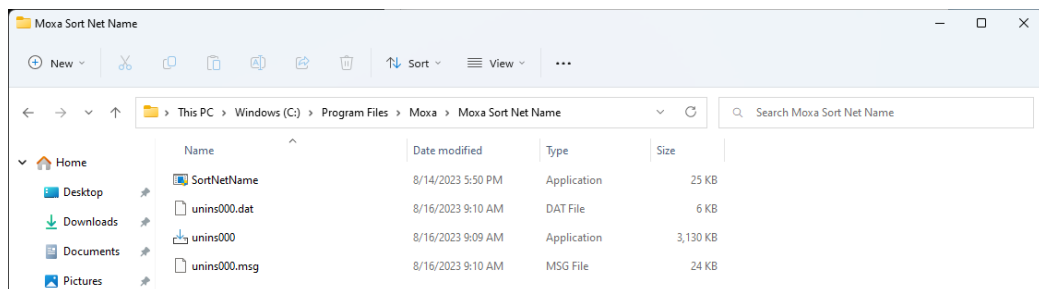 Moxa Sort Net Name
New Sort View ...
This PC > Windows (C:) > Program Files > Moxa > Moxa Sort Net Name Search Moxa Sort Net Name
Name Date modified Type Size
Home
SortNetName 8/14/2023 5:50 PM Application 25 KB
Desktop
unins000.dat 8/16/2023 9:10 AM DAT File 6 KB
Downloads
unins000 8/16/2023 9:09 AM Application 3,130 KB
Documents
unins000.msg 8/16/2023 9:10 AM MSG File 24 KB
Pictures